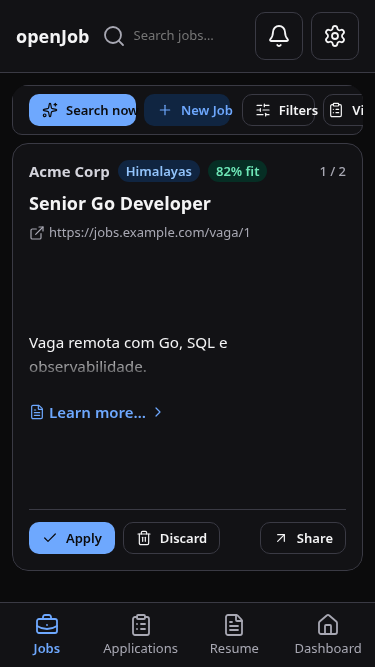 openJob
Search jobs...
Search now
New Job
Filters
Vi
Acme Corp
Himalayas
82% fit
1 / 2
Senior Go Developer
https://jobs.example.com/vaga/1
Vaga remota com Go, SQL e
observabilidade.
Learn more...
Apply
Discard
Share
Jobs
Applications
Resume
Dashboard